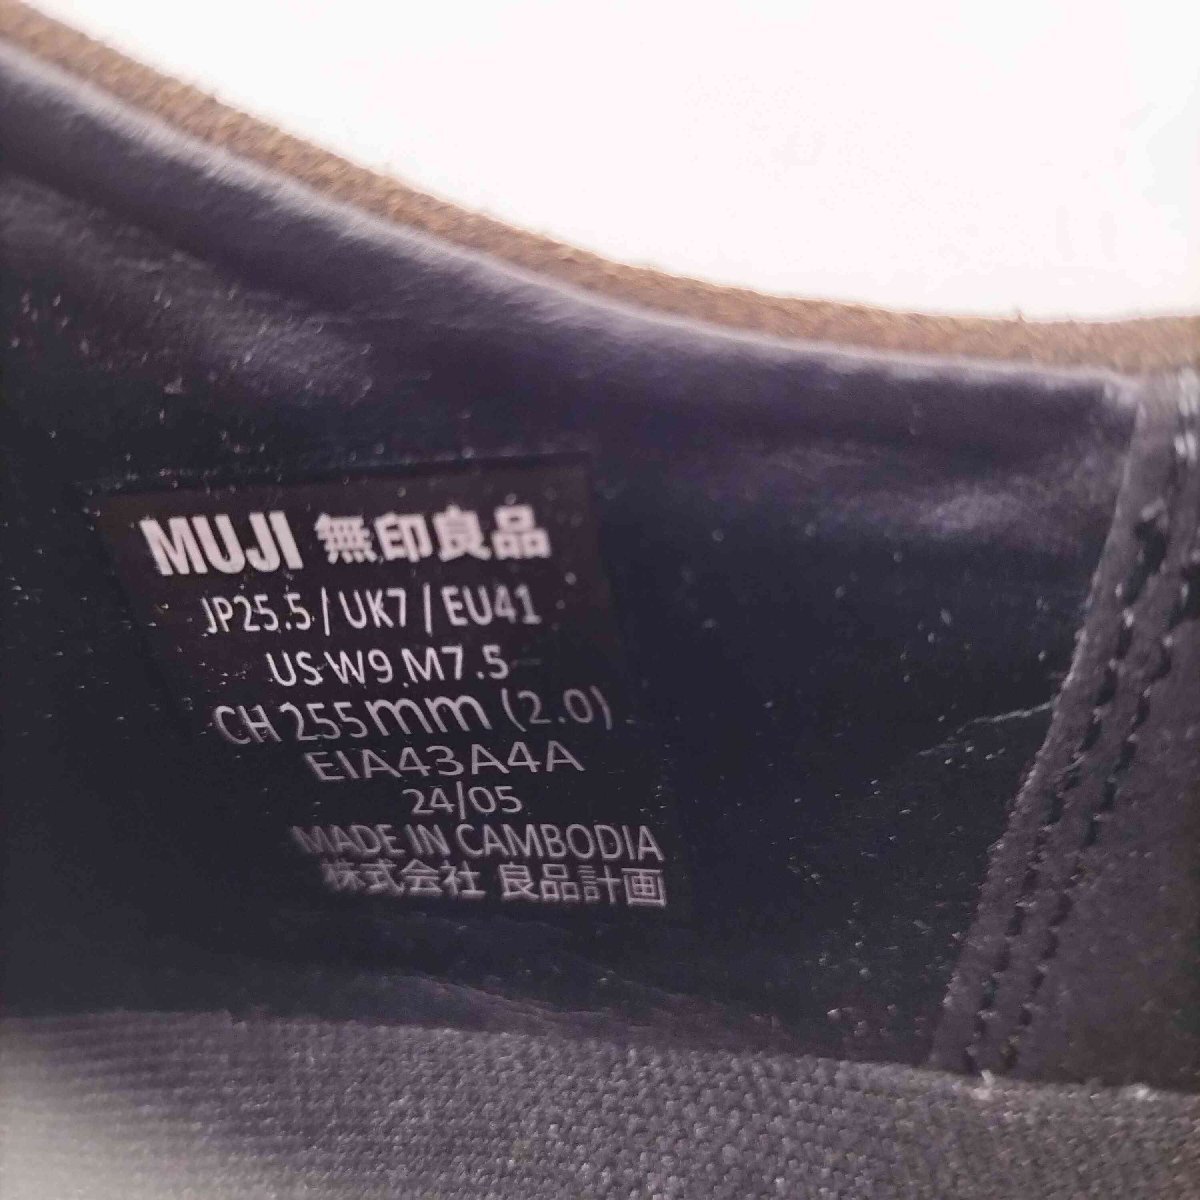 MUJI 無印良品
JP25.5/UK7/EU41
US W9 M7.5
CH 255mm (2.0)
EIA43A4A
24/05
MADE IN CAMBODIA
株式会社 良品計画